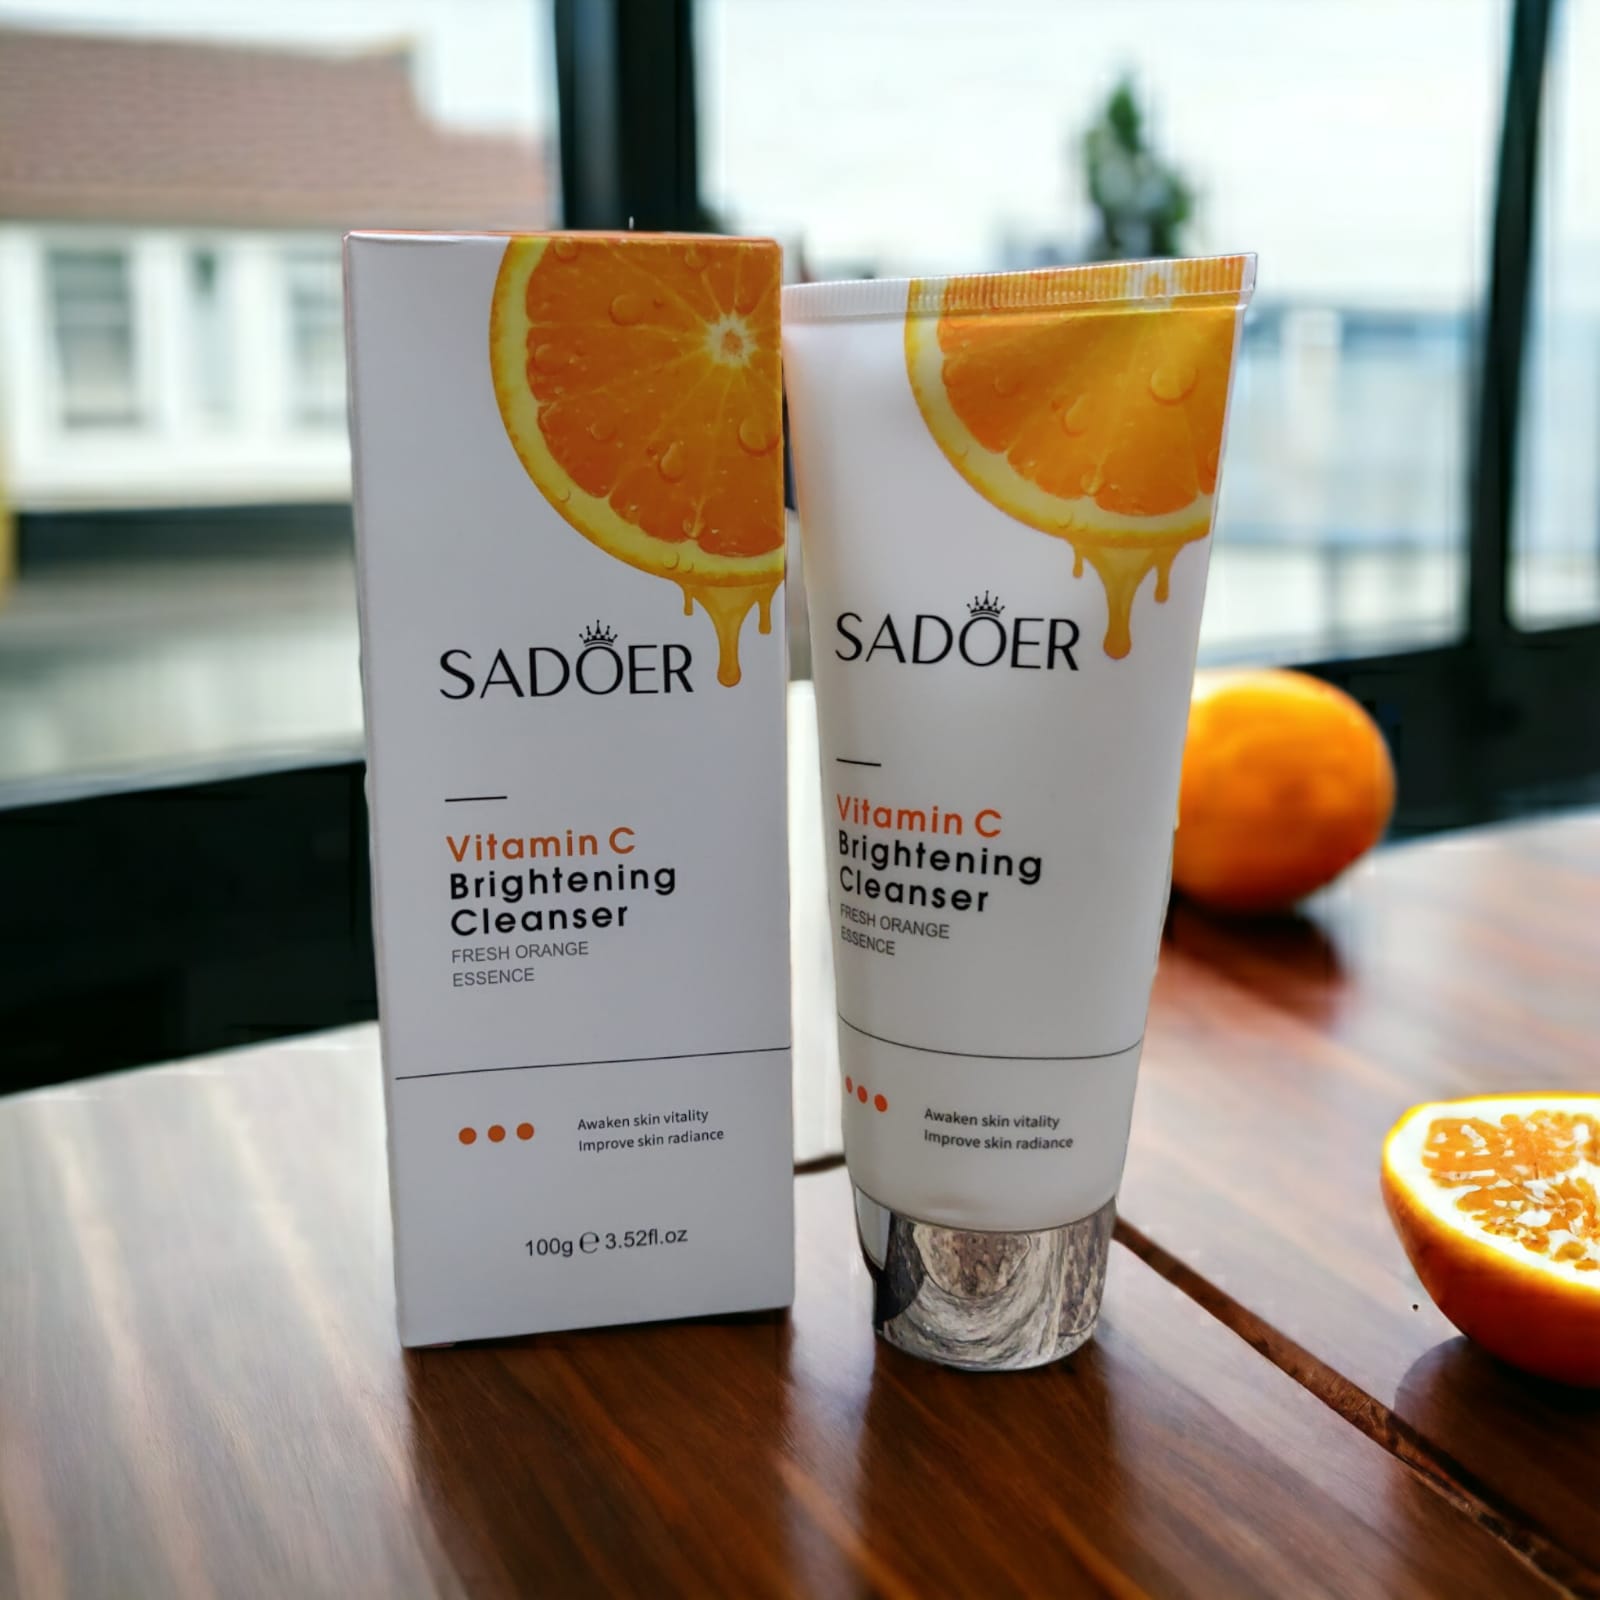 SADOER
Vitamin C
Brightening
Cleanser
FRESH ORANGE
ESSENCE
Awaken skin vitality
Improve skin radiance
100g ℮ 3.52fl.oz
SADOER
Vitamin C
Brightening
Cleanser
FRESH ORANGE
ESSENCE
Awaken skin vitality
Improve skin radiance